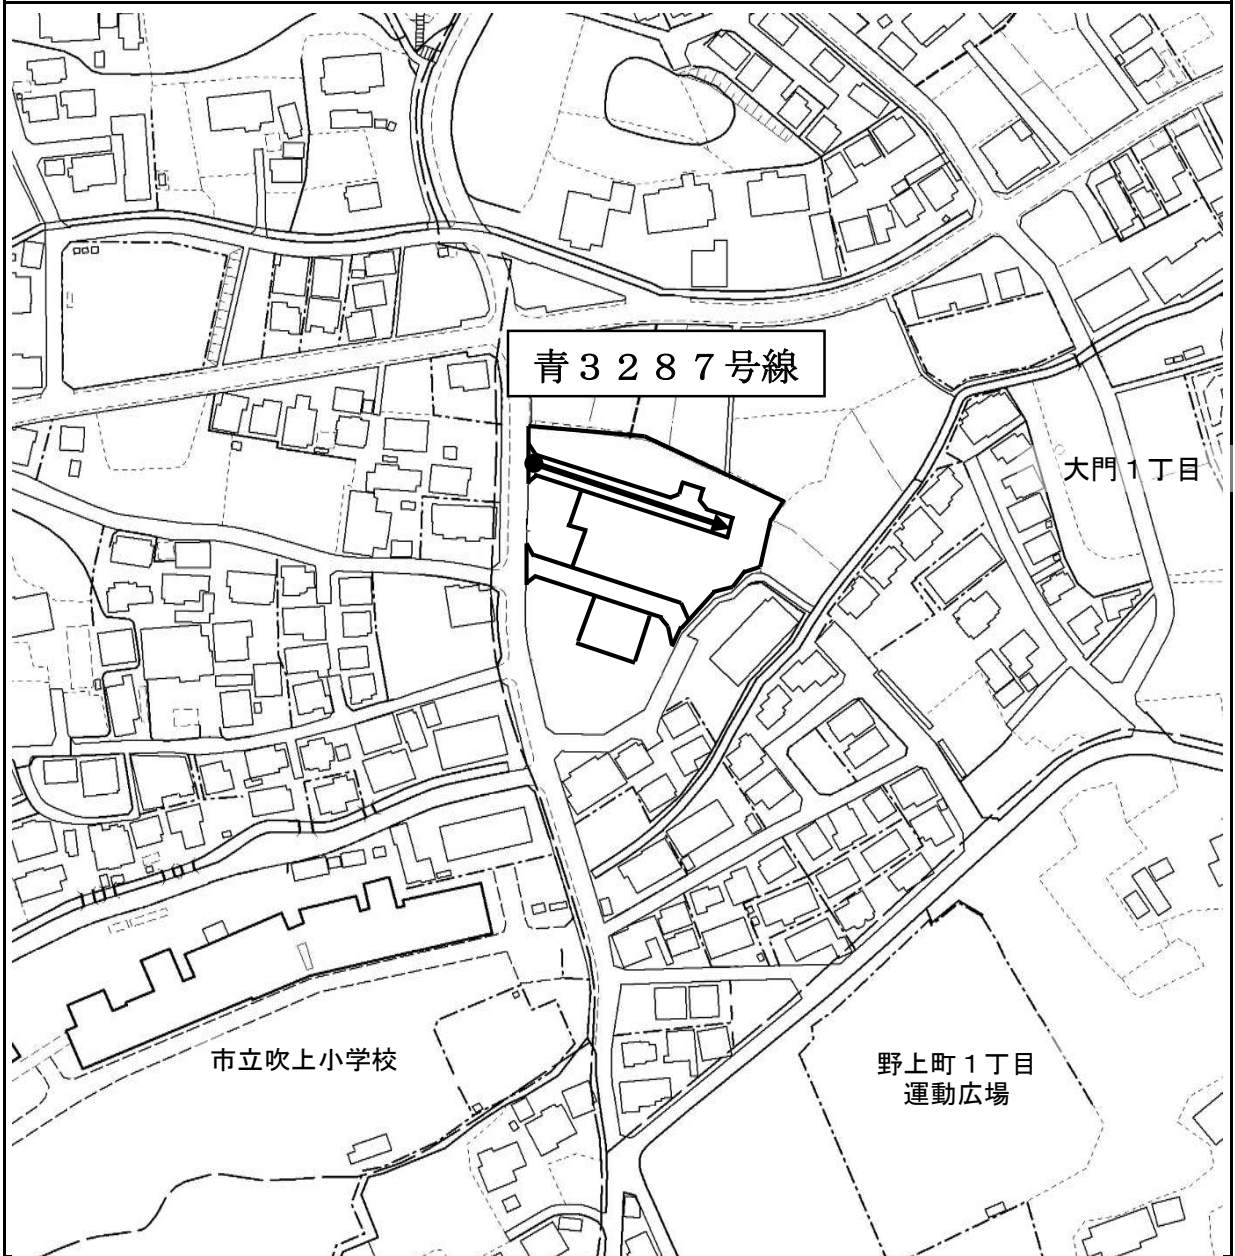 青３２８７号線
大門１丁目
市立吹上小学校
野上町１丁目
運動広場